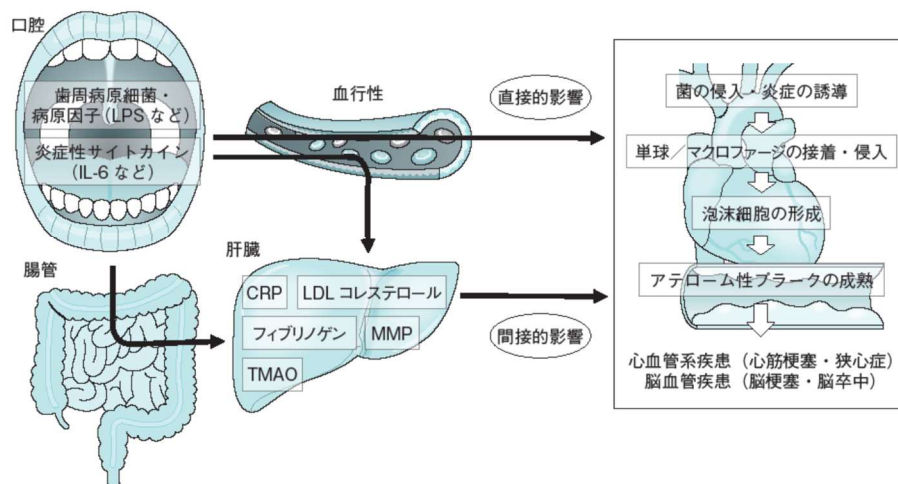 口腔
歯周病原細菌・
病原因子（LPS など）
炎症性サイトカイン
（IL-6 など）
血行性
直接的影響
腸管
肝臓
CRP
LDL コレステロール
フィブリノゲン
MMP
TMAO
間接的影響
菌の侵入・炎症の誘導
単球／マクロファージの接着・侵入
泡沫細胞の形成
アテローム性プラークの成熟
心血管系疾患（心筋梗塞・狭心症）
脳血管疾患（脳梗塞・脳卒中）